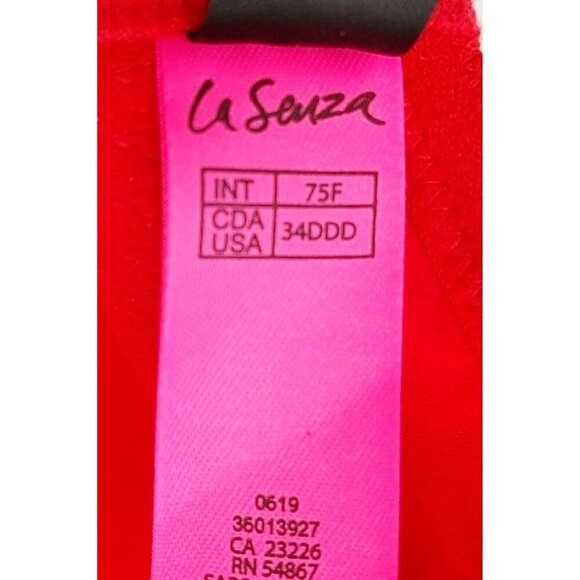 La Senza
INT 75F
CDA USA 34DDD
0619
36013927
CA 23226
RN 54867